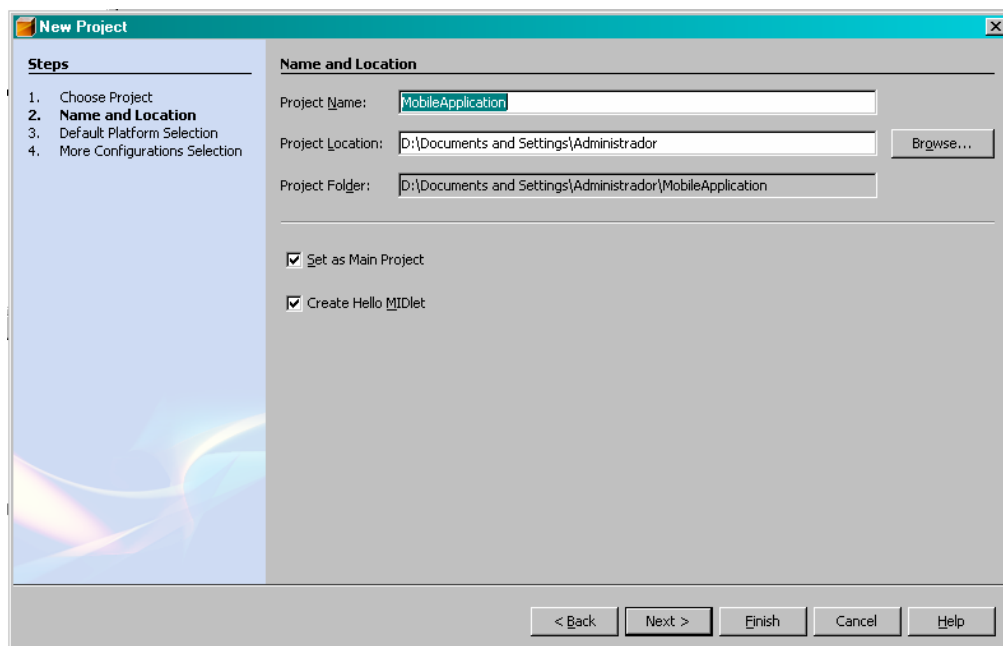 New Project
Steps
1. Choose Project
2. Name and Location
3. Default Platform Selection
4. More Configurations Selection
Name and Location
Project Name: MobileApplication
Project Location: D:\Documents and Settings\Administrador Browse...
Project Folder: D:\Documents and Settings\Administrador\MobileApplication
Set as Main Project
Create Hello MIDlet
< Back Next > Finish Cancel Help